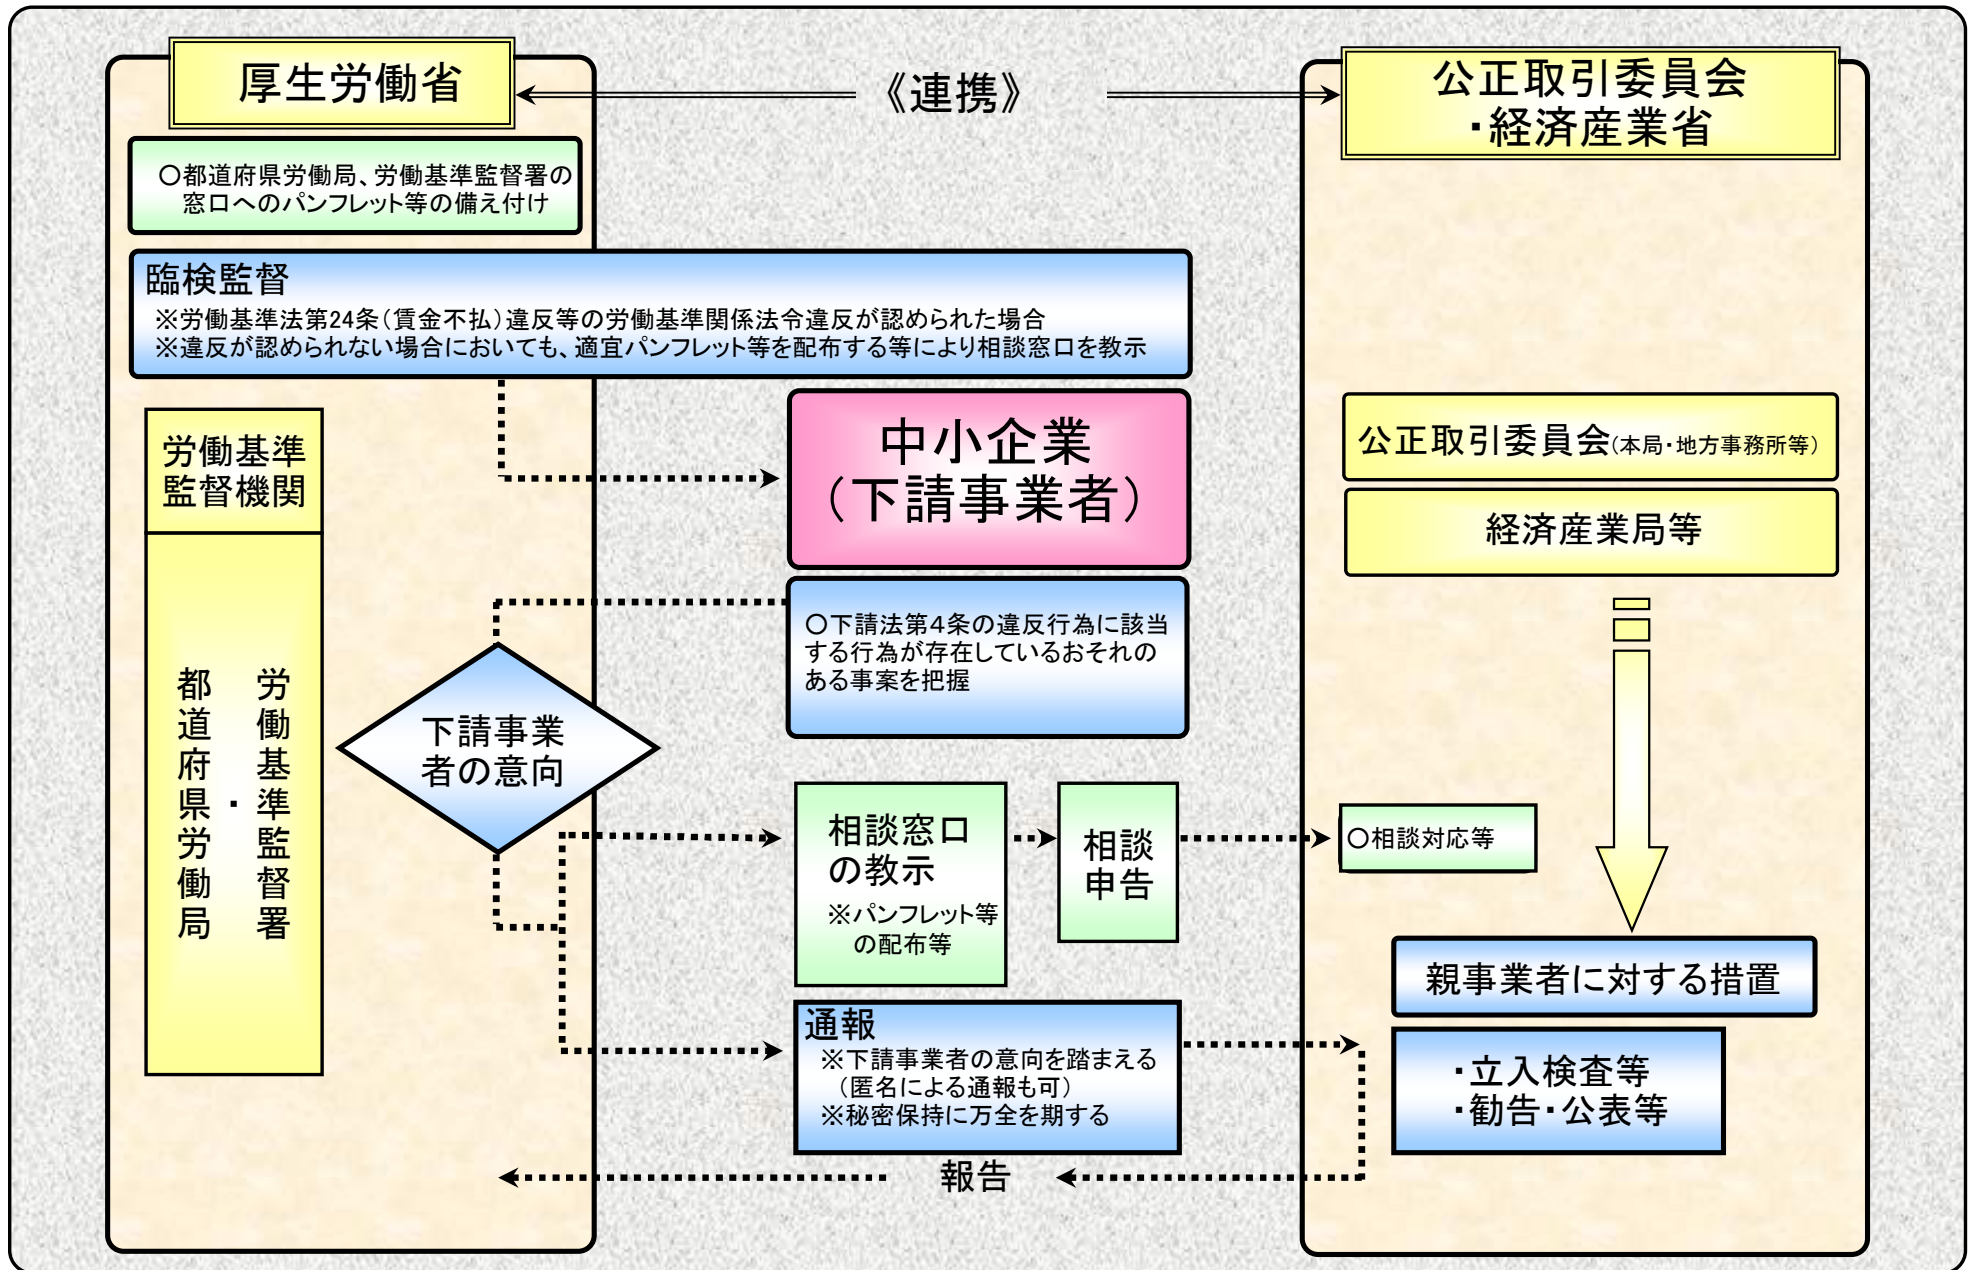 厚生労働省
《連携》
公正取引委員会
・経済産業省
○都道府県労働局、労働基準監督署の
窓口へのパンフレット等の備え付け
臨検監督
※労働基準法第24条(賃金不払)違反等の労働基準関係法令違反が認められた場合
※違反が認められない場合においても、適宜パンフレット等を配布する等により相談窓口を教示
労働基準
監督機関
都道府県労働局
・
労働基準監督署
中小企業
(下請事業者)
公正取引委員会(本局・地方事務所等)
経済産業局等
○下請法第4条の違反行為に該当
する行為が存在しているおそれの
ある事案を把握
下請事業
者の意向
相談窓口
の教示
※パンフレット等
の配布等
相談
申告
○相談対応等
親事業者に対する措置
通報
※下請事業者の意向を踏まえる
(匿名による通報も可)
※秘密保持に万全を期する
・立入検査等
・勧告・公表等
報告